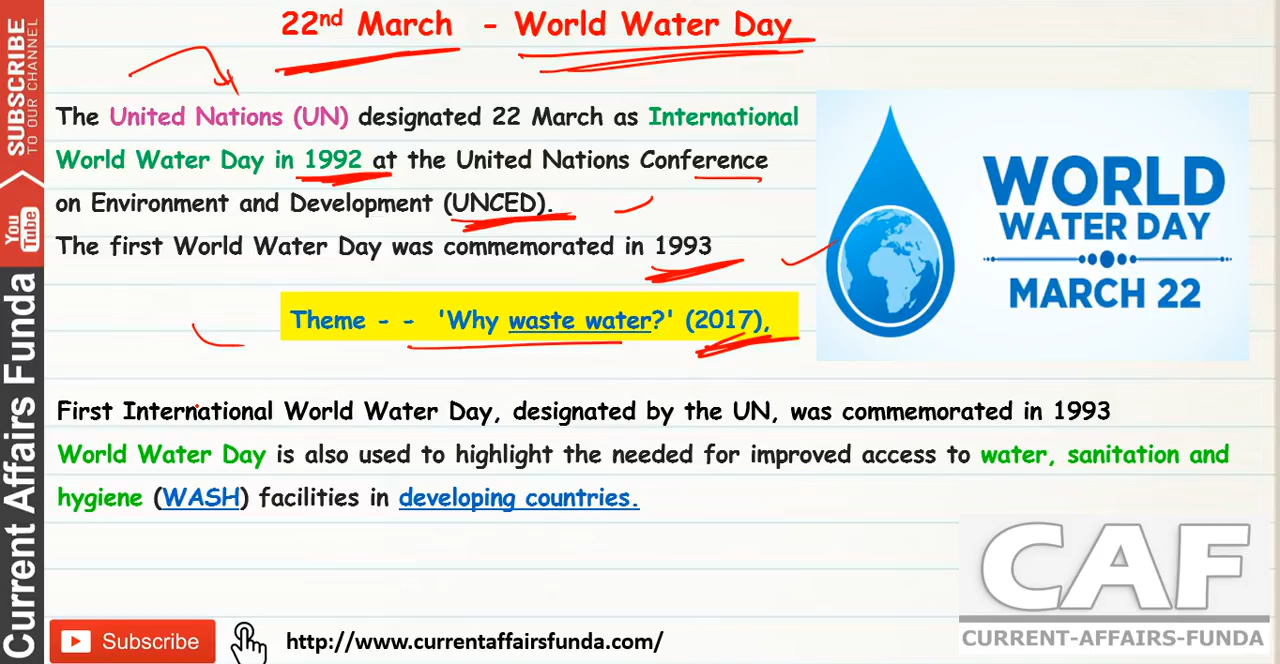 22nd March - World Water Day
The United Nations (UN) designated 22 March as International
World Water Day in 1992 at the United Nations Conference
on Environment and Development (UNCED).
The first World Water Day was commemorated in 1993
Theme - - 'Why waste water?' (2017),
WORLD
WATER DAY
MARCH 22
First International World Water Day, designated by the UN, was commemorated in 1993
World Water Day is also used to highlight the needed for improved access to water, sanitation and
hygiene (WASH) facilities in developing countries.
SUBSCRIBE
TO OUR CHANNEL
You
Tube
Current Affairs Funda
CAF
CURRENT-AFFAIRS-FUNDA
Subscribe
http://www.currentaffairsfunda.com/